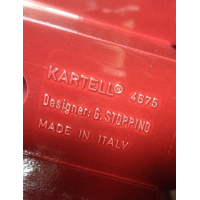 KARTELL® 4675
Designer: G. STOPPINO
MADE IN ITALY